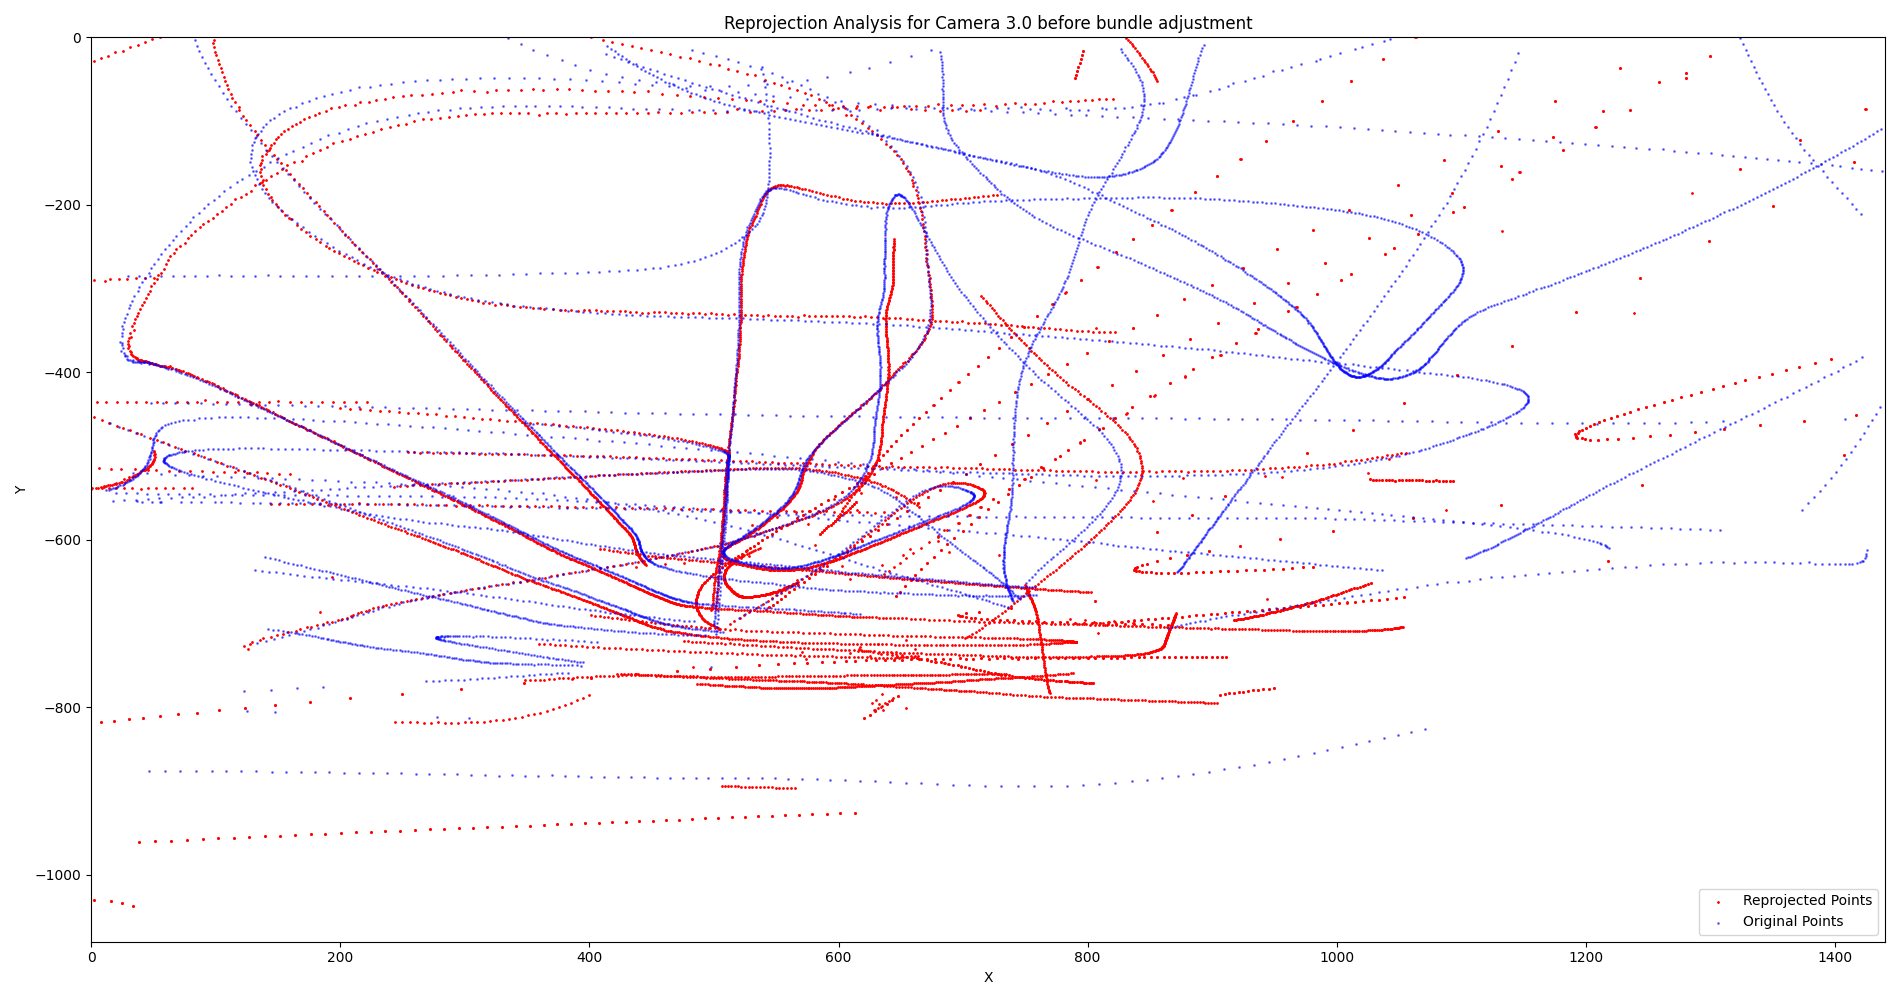 Reprojection Analysis for Camera 3.0 before bundle adjustment
0
−200
−400
−600
−800
−1000
Y
0
200
400
600
800
1000
1200
1400
X
Reprojected Points
Original Points